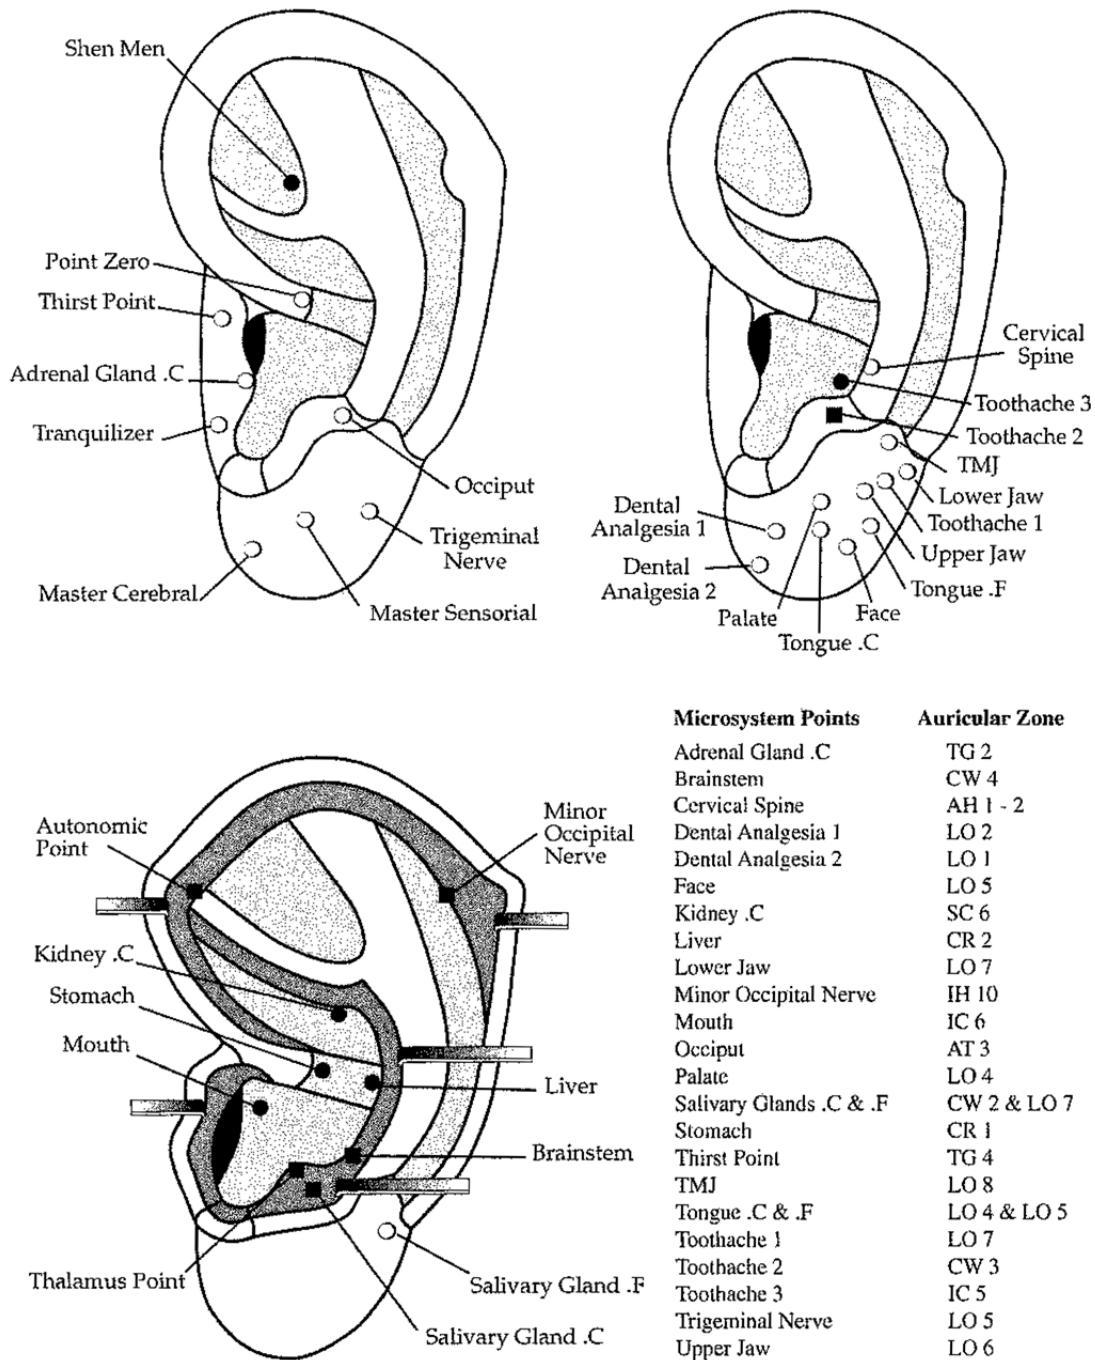 Shen Men
Point Zero
Thirst Point
Adrenal Gland .C
Tranquilizer
Master Cerebral
Occiput
Trigeminal
Nerve
Master Sensorial
Cervical
Spine
Toothache 3
Toothache 2
TMJ
Lower Jaw
Toothache 1
Upper Jaw
Tongue .F
Face
Tongue .C
Palate
Dental
Analgesia 1
Dental
Analgesia 2
Autonomic
Point
Minor
Occipital
Nerve
Kidney .C
Stomach
Mouth
Liver
Brainstem
Thalamus Point
Salivary Gland .F
Salivary Gland .C
Microsystem Points Auricular Zone
Adrenal Gland .C TG 2
Brainstem CW 4
Cervical Spine AH 1 - 2
Dental Analgesia 1 LO 2
Dental Analgesia 2 LO 1
Face LO 5
Kidney .C SC 6
Liver CR 2
Lower Jaw LO 7
Minor Occipital Nerve IH 10
Mouth IC 6
Occiput AT 3
Palate LO 4
Salivary Glands .C & .F CW 2 & LO 7
Stomach CR 1
Thirst Point TG 4
TMJ LO 8
Tongue .C & .F LO 4 & LO 5
Toothache 1 LO 7
Toothache 2 CW 3
Toothache 3 IC 5
Trigeminal Nerve LO 5
Upper Jaw LO 6